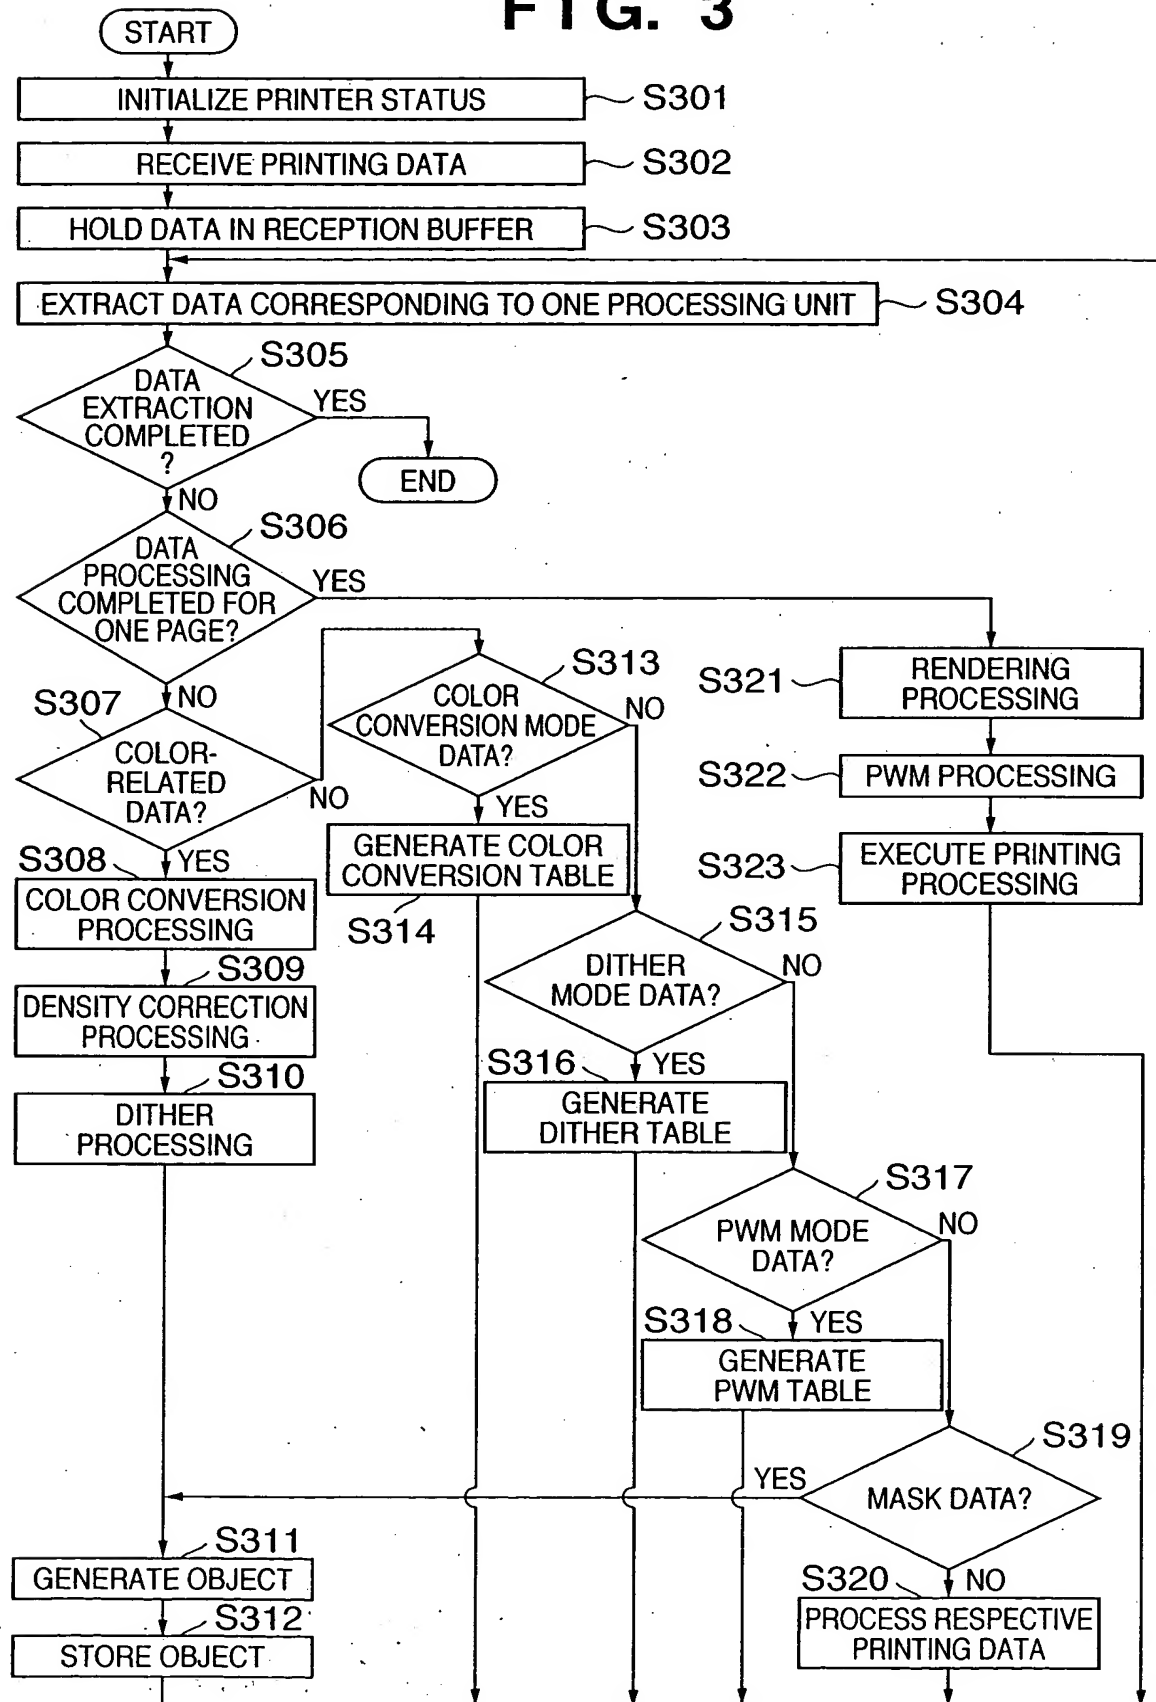 FIG. 3
START
INITIALIZE PRINTER STATUS
S301
RECEIVE PRINTING DATA
S302
HOLD DATA IN RECEPTION BUFFER
S303
EXTRACT DATA CORRESPONDING TO ONE PROCESSING UNIT
S304
S305
DATA
EXTRACTION
COMPLETED
?
YES
END
NO
S306
DATA
PROCESSING
COMPLETED FOR
ONE PAGE?
YES
NO
S307
COLOR-
RELATED
DATA?
NO
YES
S308
COLOR CONVERSION
PROCESSING
S309
DENSITY CORRECTION
PROCESSING
S310
DITHER
PROCESSING
S311
GENERATE OBJECT
S312
STORE OBJECT
S313
COLOR
CONVERSION MODE
DATA?
NO
YES
GENERATE COLOR
CONVERSION TABLE
S314
S315
DITHER
MODE DATA?
NO
YES
S316
GENERATE
DITHER TABLE
S317
PWM MODE
DATA?
NO
YES
S318
GENERATE
PWM TABLE
S319
MASK DATA?
YES
NO
S320
PROCESS RESPECTIVE
PRINTING DATA
S321
RENDERING
PROCESSING
S322
PWM PROCESSING
S323
EXECUTE PRINTING
PROCESSING